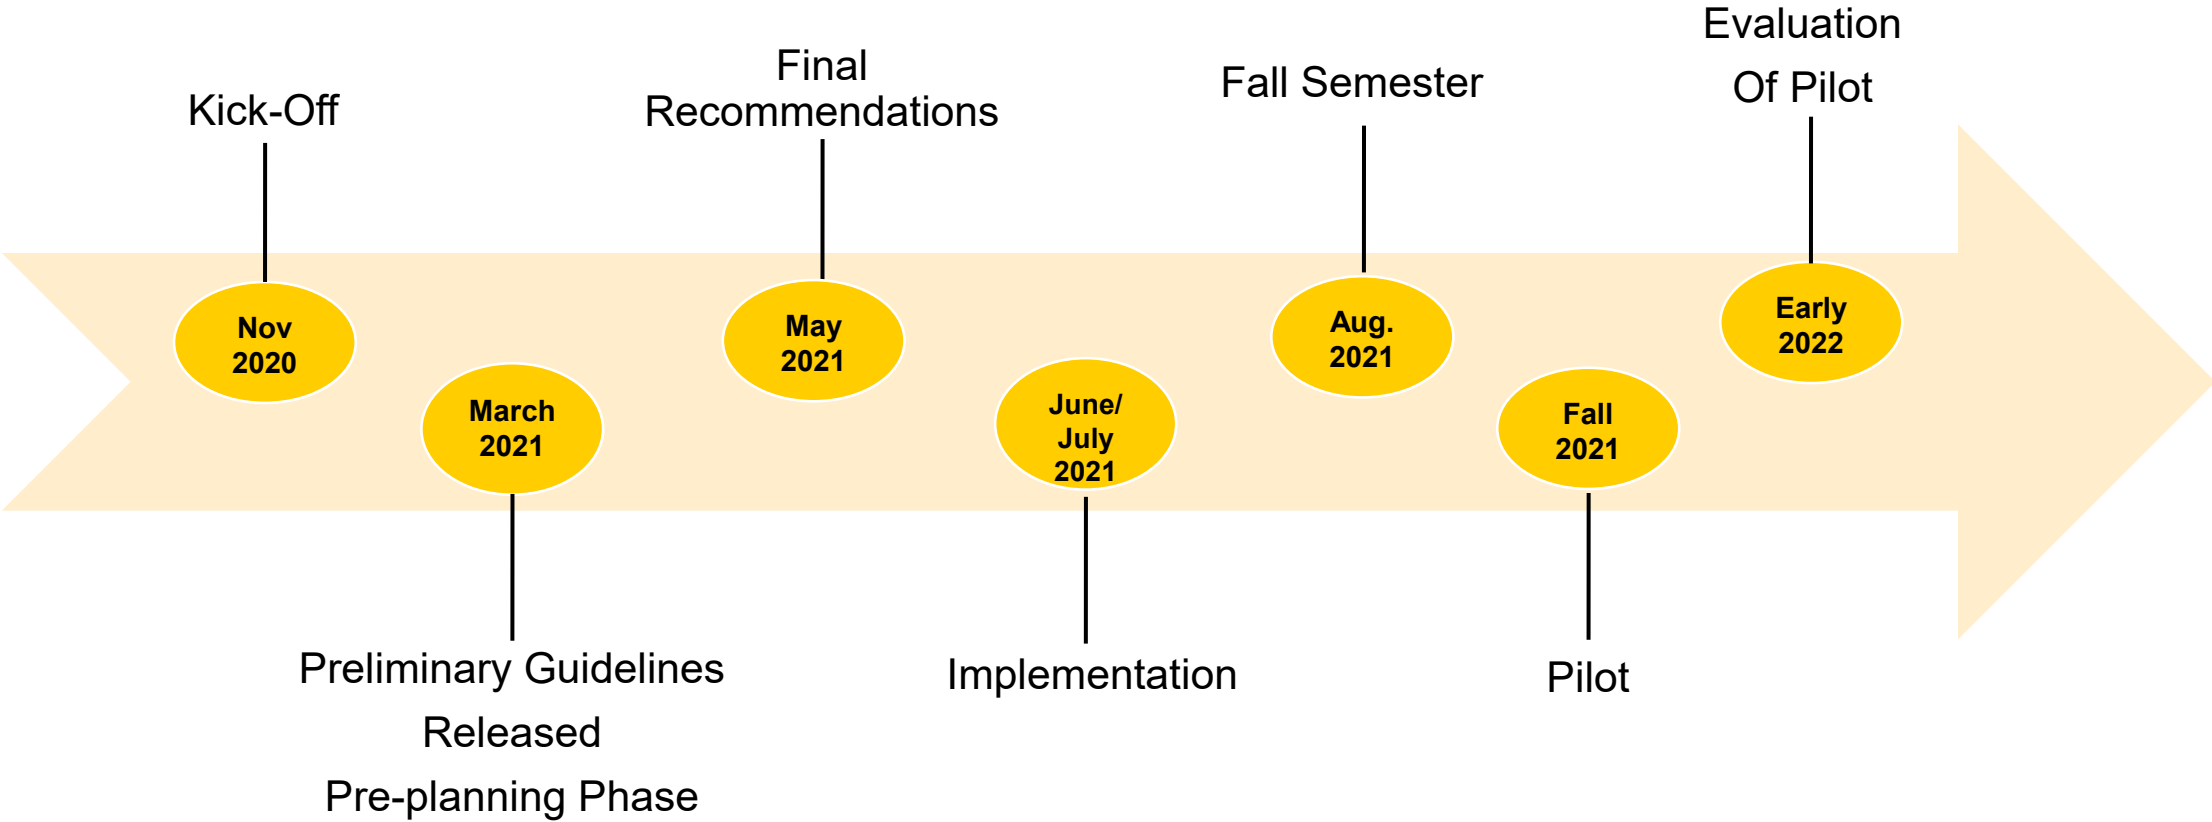 Kick-Off
Nov
2020
March
2021
Preliminary Guidelines
Released
Pre-planning Phase
Final
Recommendations
May
2021
June/
July
2021
Implementation
Fall Semester
Aug.
2021
Fall
2021
Pilot
Evaluation
Of Pilot
Early
2022